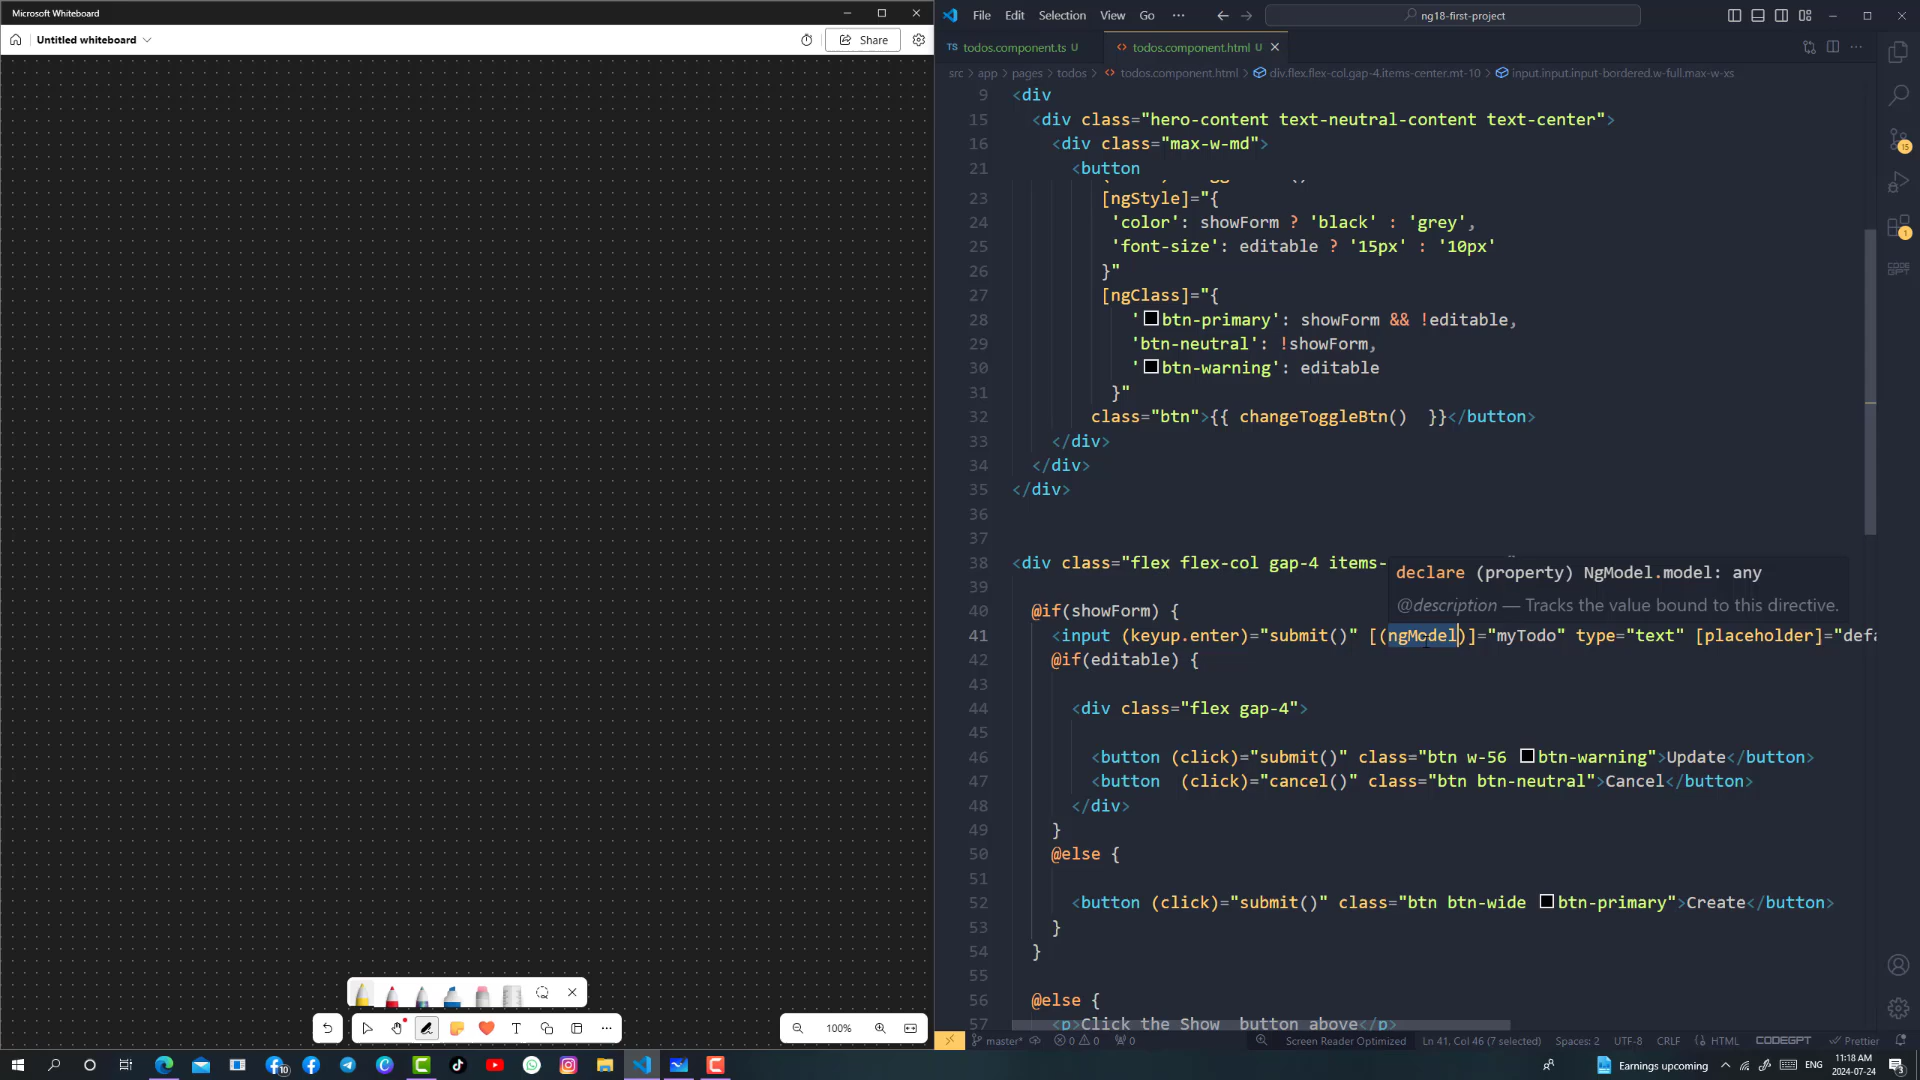 Microsoft Whiteboard
Untitled whiteboard
Share
100%
File Edit Selection View Go
ng18-first-project
TS todos.component.ts U
<> todos.component.html U
src > app > pages > todos > <> todos.component.html > div.flex.flex-col.gap-4.items-center.mt-10 > input.input.input-bordered.w-full.max-w-xs
9 <div
15 <div class="hero-content text-neutral-content text-center">
16 <div class="max-w-md">
21 <button
23 [ngStyle]="{
24 'color': showForm ? 'black' : 'grey',
25 'font-size': editable ? '15px' : '10px'
26 }"
27 [ngClass]="{
28 'btn-primary': showForm && !editable,
29 'btn-neutral': !showForm,
30 'btn-warning': editable
31 }"
32 class="btn">{{ changeToggleBtn() }}</button>
33 </div>
34 </div>
35 </div>
36
37
38 <div class="flex flex-col gap-4 items-
declare (property) NgModel.model: any
@description — Tracks the value bound to this directive.
39
40 @if(showForm) {
41 <input (keyup.enter)="submit()" [(ngModel)]="myTodo" type="text" [placeholder]="defa
42 @if(editable) {
43
44 <div class="flex gap-4">
45
46 <button (click)="submit()" class="btn w-56 btn-warning">Update</button>
47 <button (click)="cancel()" class="btn btn-neutral">Cancel</button>
48 </div>
49 }
50 @else {
51
52 <button (click)="submit()" class="btn btn-wide btn-primary">Create</button>
53 }
54 }
55
56 @else {
57 <p>Click the Show button above</p>
15
1
CODE GPT
master* 0 0 0 Screen Reader Optimized Ln 41, Col 46 (7 selected) Spaces: 2 UTF-8 CRLF HTML CODEGPT Prettier
10
Earnings upcoming ENG 11:18 AM
2024-07-24
3